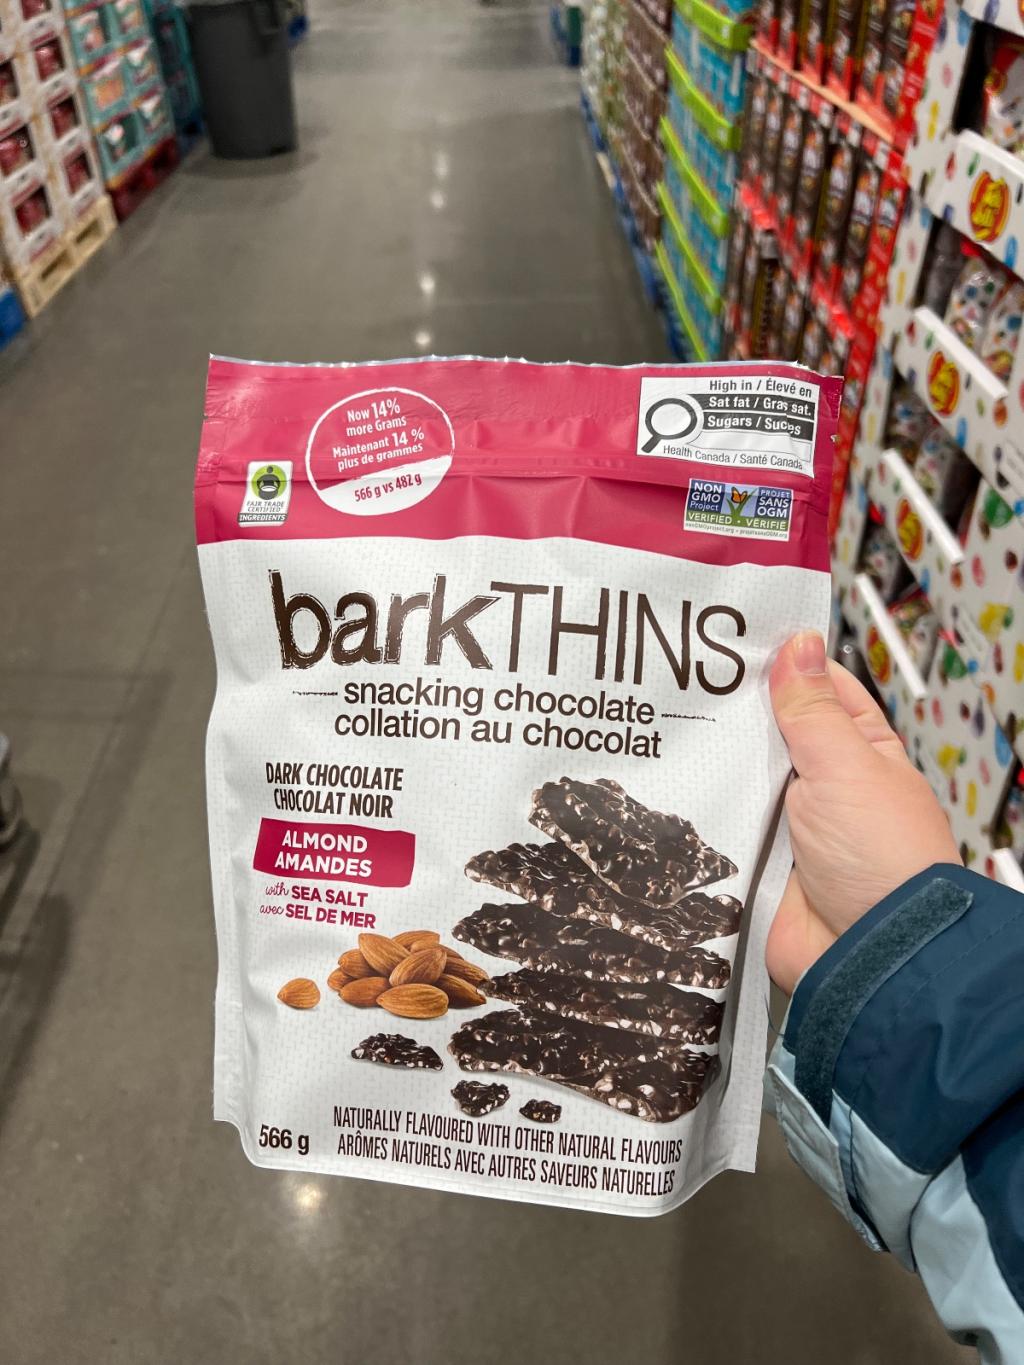 Now 14%
more Grams
Maintenant 14 %
plus de grammes
566 g vs 482 g
High in / Élevé en
Sat fat / Gras sat.
Sugars / Sucres
Health Canada / Santé Canada
FAIR TRADE
CERTIFIED
INGREDIENTS
NON
GMO
Project
PROJET
SANS
OGM
VERIFIED • VÉRIFIÉ
barkTHINS
snacking chocolate
collation au chocolat
DARK CHOCOLATE
CHOCOLAT NOIR
ALMOND
AMANDES
with SEA SALT
avec SEL DE MER
566 g
NATURALLY FLAVOURED WITH OTHER NATURAL FLAVOURS
ARÔMES NATURELS AVEC AUTRES SAVEURS NATURELLES